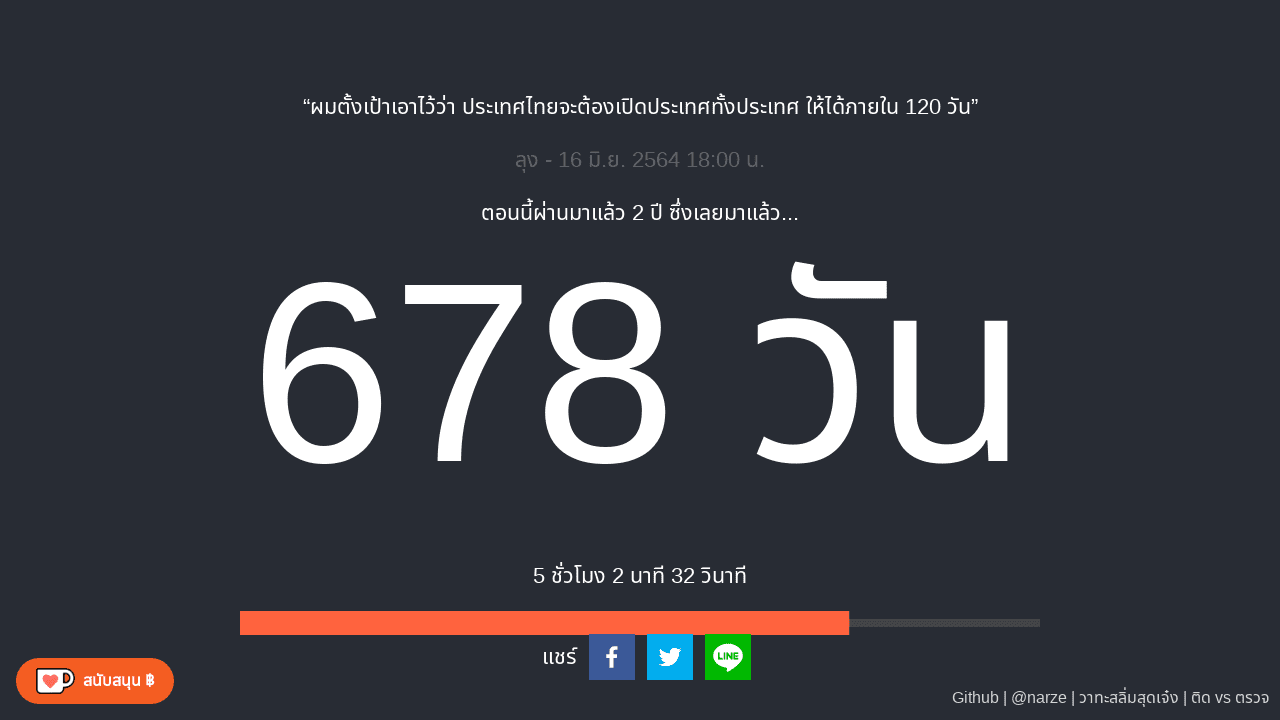 “ผมตั้งเป้าเอาไว้ว่า ประเทศไทยจะต้องเปิดประเทศทั้งประเทศ ให้ได้ภายใน 120 วัน”
ลุง - 16 มิ.ย. 2564 18:00 น.
ตอนนี้ผ่านมาแล้ว 2 ปี ซึ่งเลยมาแล้ว...
678 วัน
5 ชั่วโมง 2 นาที 32 วินาที
แชร์
LINE
สนับสนุน ฿
Github | @narze | วาทะสลิ่มสุดเจ๋ง | ติด vs ตรวจ